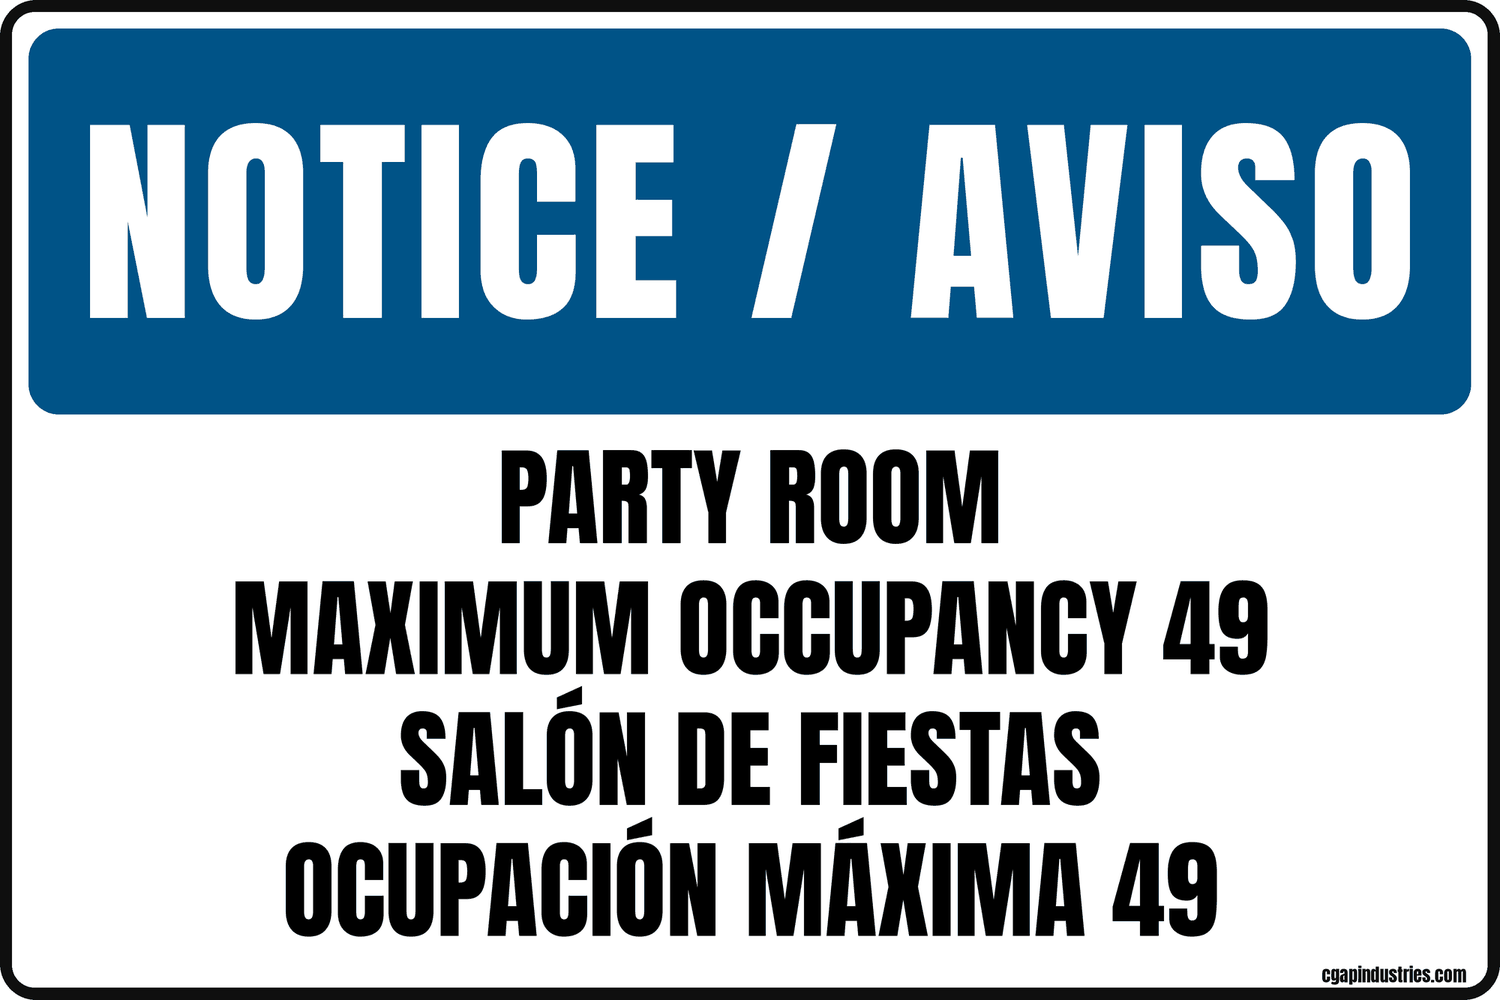 NOTICE / AVISO
PARTY ROOM
MAXIMUM OCCUPANCY 49
SALÓN DE FIESTAS
OCUPACIÓN MÁXIMA 49
cgapindustries.com